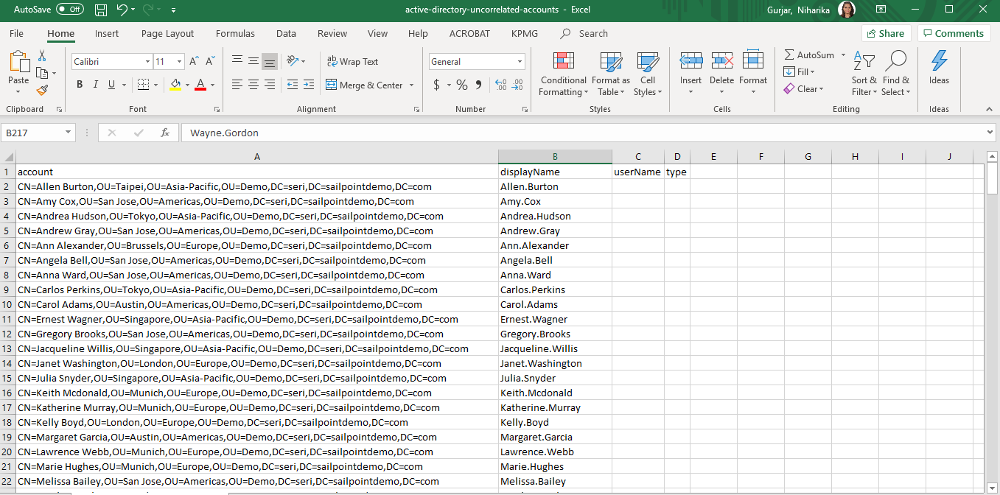 AutoSave Off active-directory-uncorrelated-accounts - Excel Gurjar, Niharika
File Home Insert Page Layout Formulas Data Review View Help ACROBAT KPMG Search Share Comments
Calibri 11 A^ A˅ Wrap Text General AutoSum
Paste B I U A Merge & Center $ % 9 .00 .00 Conditional Formatting Format as Table Cell Styles Insert Delete Format Fill Clear Sort & Filter Find & Select Ideas
Clipboard Font Alignment Number Styles Cells Editing Ideas
B217 fx Wayne.Gordon
A B C D E F G H I J
1 account displayName userName type
2 CN=Allen Burton,OU=Taipei,OU=Asia-Pacific,OU=Demo,DC=seri,DC=sailpointdemo,DC=com Allen.Burton
3 CN=Amy Cox,OU=San Jose,OU=Americas,OU=Demo,DC=seri,DC=sailpointdemo,DC=com Amy.Cox
4 CN=Andrea Hudson,OU=Tokyo,OU=Asia-Pacific,OU=Demo,DC=seri,DC=sailpointdemo,DC=com Andrea.Hudson
5 CN=Andrew Gray,OU=San Jose,OU=Americas,OU=Demo,DC=seri,DC=sailpointdemo,DC=com Andrew.Gray
6 CN=Ann Alexander,OU=Brussels,OU=Europe,OU=Demo,DC=seri,DC=sailpointdemo,DC=com Ann.Alexander
7 CN=Angela Bell,OU=San Jose,OU=Americas,OU=Demo,DC=seri,DC=sailpointdemo,DC=com Angela.Bell
8 CN=Anna Ward,OU=San Jose,OU=Americas,OU=Demo,DC=seri,DC=sailpointdemo,DC=com Anna.Ward
9 CN=Carlos Perkins,OU=Tokyo,OU=Asia-Pacific,OU=Demo,DC=seri,DC=sailpointdemo,DC=com Carlos.Perkins
10 CN=Carol Adams,OU=Austin,OU=Americas,OU=Demo,DC=seri,DC=sailpointdemo,DC=com Carol.Adams
11 CN=Ernest Wagner,OU=Singapore,OU=Asia-Pacific,OU=Demo,DC=seri,DC=sailpointdemo,DC=com Ernest.Wagner
12 CN=Gregory Brooks,OU=San Jose,OU=Americas,OU=Demo,DC=seri,DC=sailpointdemo,DC=com Gregory.Brooks
13 CN=Jacqueline Willis,OU=Singapore,OU=Asia-Pacific,OU=Demo,DC=seri,DC=sailpointdemo,DC=com Jacqueline.Willis
14 CN=Janet Washington,OU=London,OU=Europe,OU=Demo,DC=seri,DC=sailpointdemo,DC=com Janet.Washington
15 CN=Julia Snyder,OU=Singapore,OU=Asia-Pacific,OU=Demo,DC=seri,DC=sailpointdemo,DC=com Julia.Snyder
16 CN=Keith Mcdonald,OU=Munich,OU=Europe,OU=Demo,DC=seri,DC=sailpointdemo,DC=com Keith.Mcdonald
17 CN=Katherine Murray,OU=Munich,OU=Europe,OU=Demo,DC=seri,DC=sailpointdemo,DC=com Katherine.Murray
18 CN=Kelly Boyd,OU=London,OU=Europe,OU=Demo,DC=seri,DC=sailpointdemo,DC=com Kelly.Boyd
19 CN=Margaret Garcia,OU=Austin,OU=Americas,OU=Demo,DC=seri,DC=sailpointdemo,DC=com Margaret.Garcia
20 CN=Lawrence Webb,OU=Munich,OU=Europe,OU=Demo,DC=seri,DC=sailpointdemo,DC=com Lawrence.Webb
21 CN=Marie Hughes,OU=Munich,OU=Europe,OU=Demo,DC=seri,DC=sailpointdemo,DC=com Marie.Hughes
22 CN=Melissa Bailey,OU=San Jose,OU=Americas,OU=Demo,DC=seri,DC=sailpointdemo,DC=com Melissa.Bailey